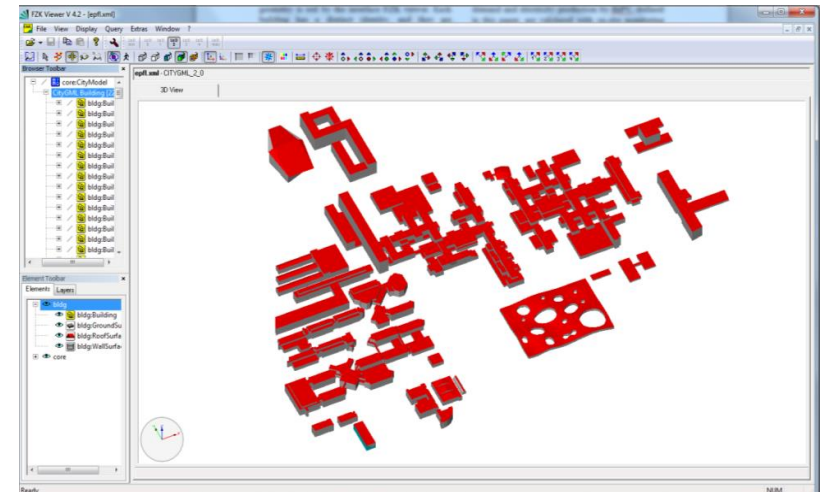 FZK Viewer V 4.2 - [epfl.xml]
File View Display Query Extras Window ?
Browser Toolbar
core:CityModel
CityGML Building [2
bldg:Buil
bldg:Buil
bldg:Buil
bldg:Buil
bldg:Buil
bldg:Buil
bldg:Buil
bldg:Buil
bldg:Buil
bldg:Buil
bldg:Buil
bldg:Buil
bldg:Buil
epfl.xml - CITYGML_2_0
3D View
Element Toolbar
Elements Layers
bldg
bldg:Building
bldg:GroundSu
bldg:RoofSurfa
bldg:WallSurfa
core
Ready
NUM